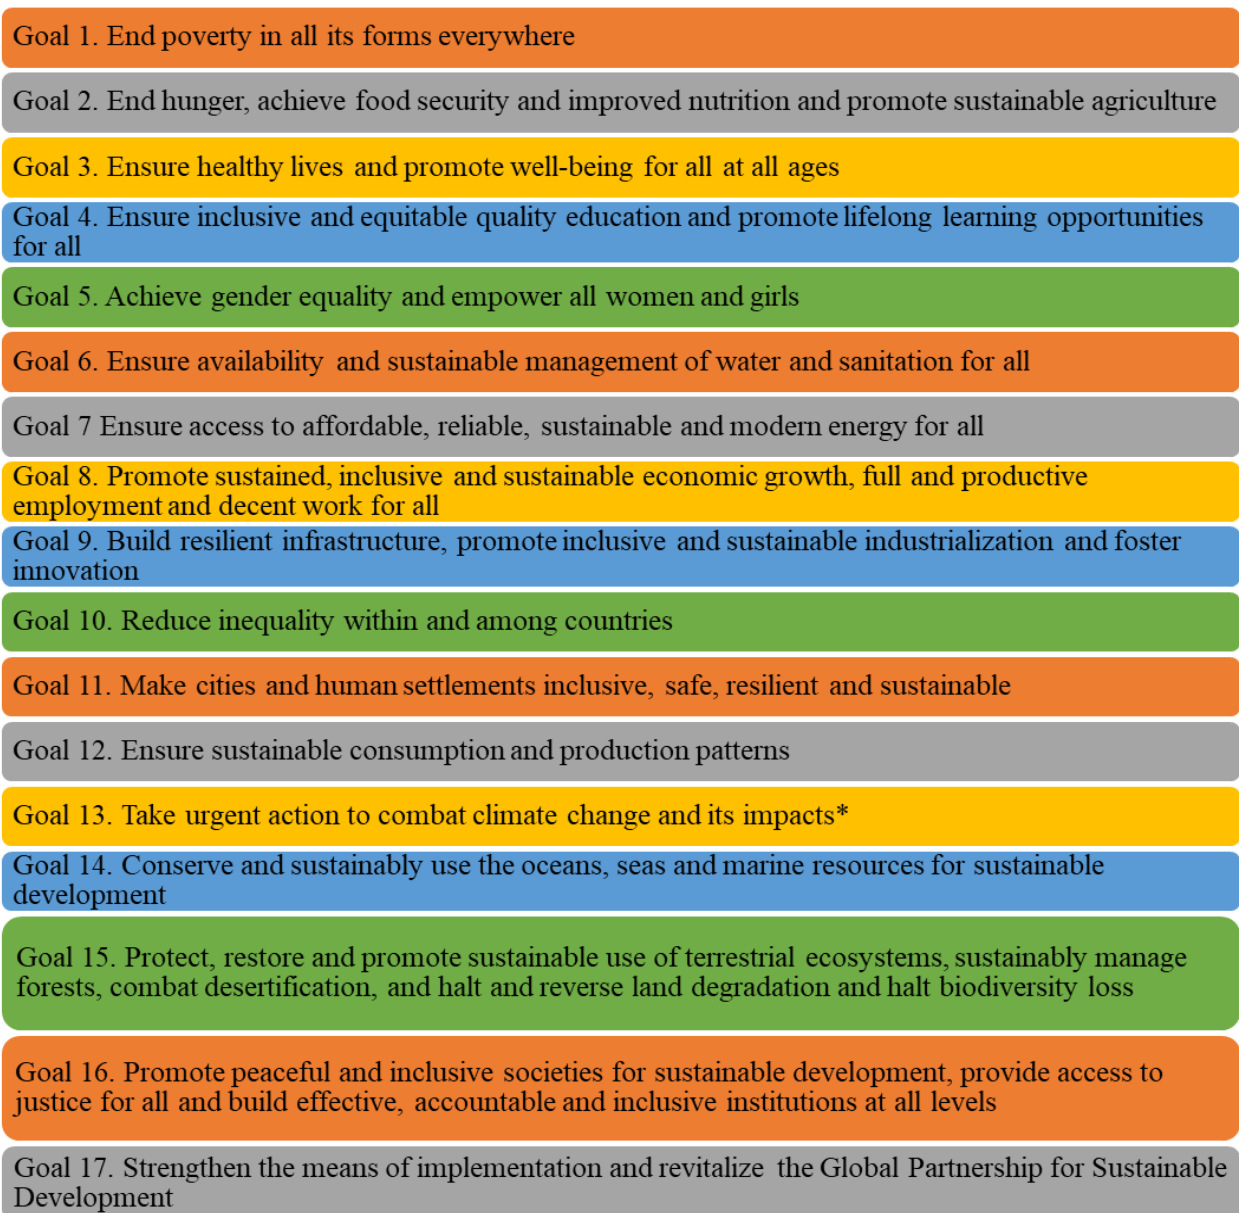 Goal 1. End poverty in all its forms everywhere
Goal 2. End hunger, achieve food security and improved nutrition and promote sustainable agriculture
Goal 3. Ensure healthy lives and promote well-being for all at all ages
Goal 4. Ensure inclusive and equitable quality education and promote lifelong learning opportunities
for all
Goal 5. Achieve gender equality and empower all women and girls
Goal 6. Ensure availability and sustainable management of water and sanitation for all
Goal 7 Ensure access to affordable, reliable, sustainable and modern energy for all
Goal 8. Promote sustained, inclusive and sustainable economic growth, full and productive
employment and decent work for all
Goal 9. Build resilient infrastructure, promote inclusive and sustainable industrialization and foster
innovation
Goal 10. Reduce inequality within and among countries
Goal 11. Make cities and human settlements inclusive, safe, resilient and sustainable
Goal 12. Ensure sustainable consumption and production patterns
Goal 13. Take urgent action to combat climate change and its impacts*
Goal 14. Conserve and sustainably use the oceans, seas and marine resources for sustainable
development
Goal 15. Protect, restore and promote sustainable use of terrestrial ecosystems, sustainably manage
forests, combat desertification, and halt and reverse land degradation and halt biodiversity loss
Goal 16. Promote peaceful and inclusive societies for sustainable development, provide access to
justice for all and build effective, accountable and inclusive institutions at all levels
Goal 17. Strengthen the means of implementation and revitalize the Global Partnership for Sustainable
Development